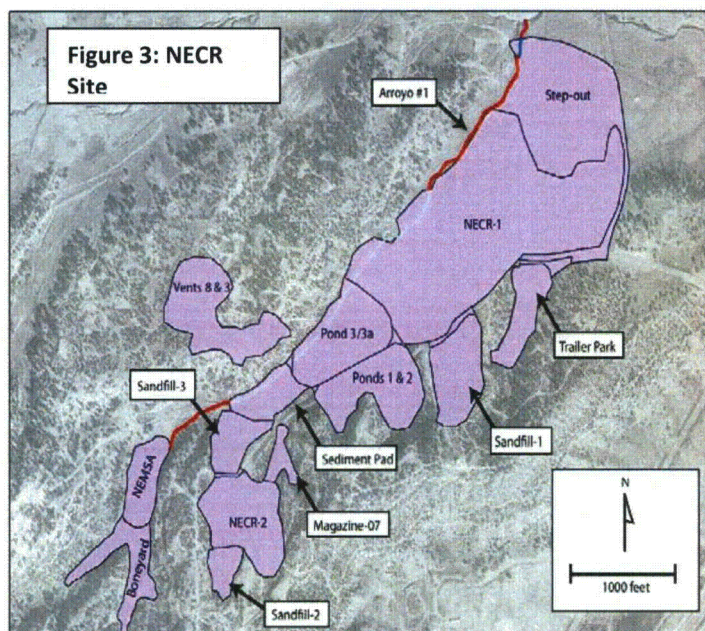 Figure 3: NECR
Site
Step-out
Arroyo #1
NECR-1
Vents 8 & 3
Pond 3/3a
Trailer Park
Ponds 1 & 2
Sandfill-3
Sandfill-1
Sediment Pad
NEMSA
N
NECR-2
Magazine-07
Boneyard
1000 feet
Sandfill-2